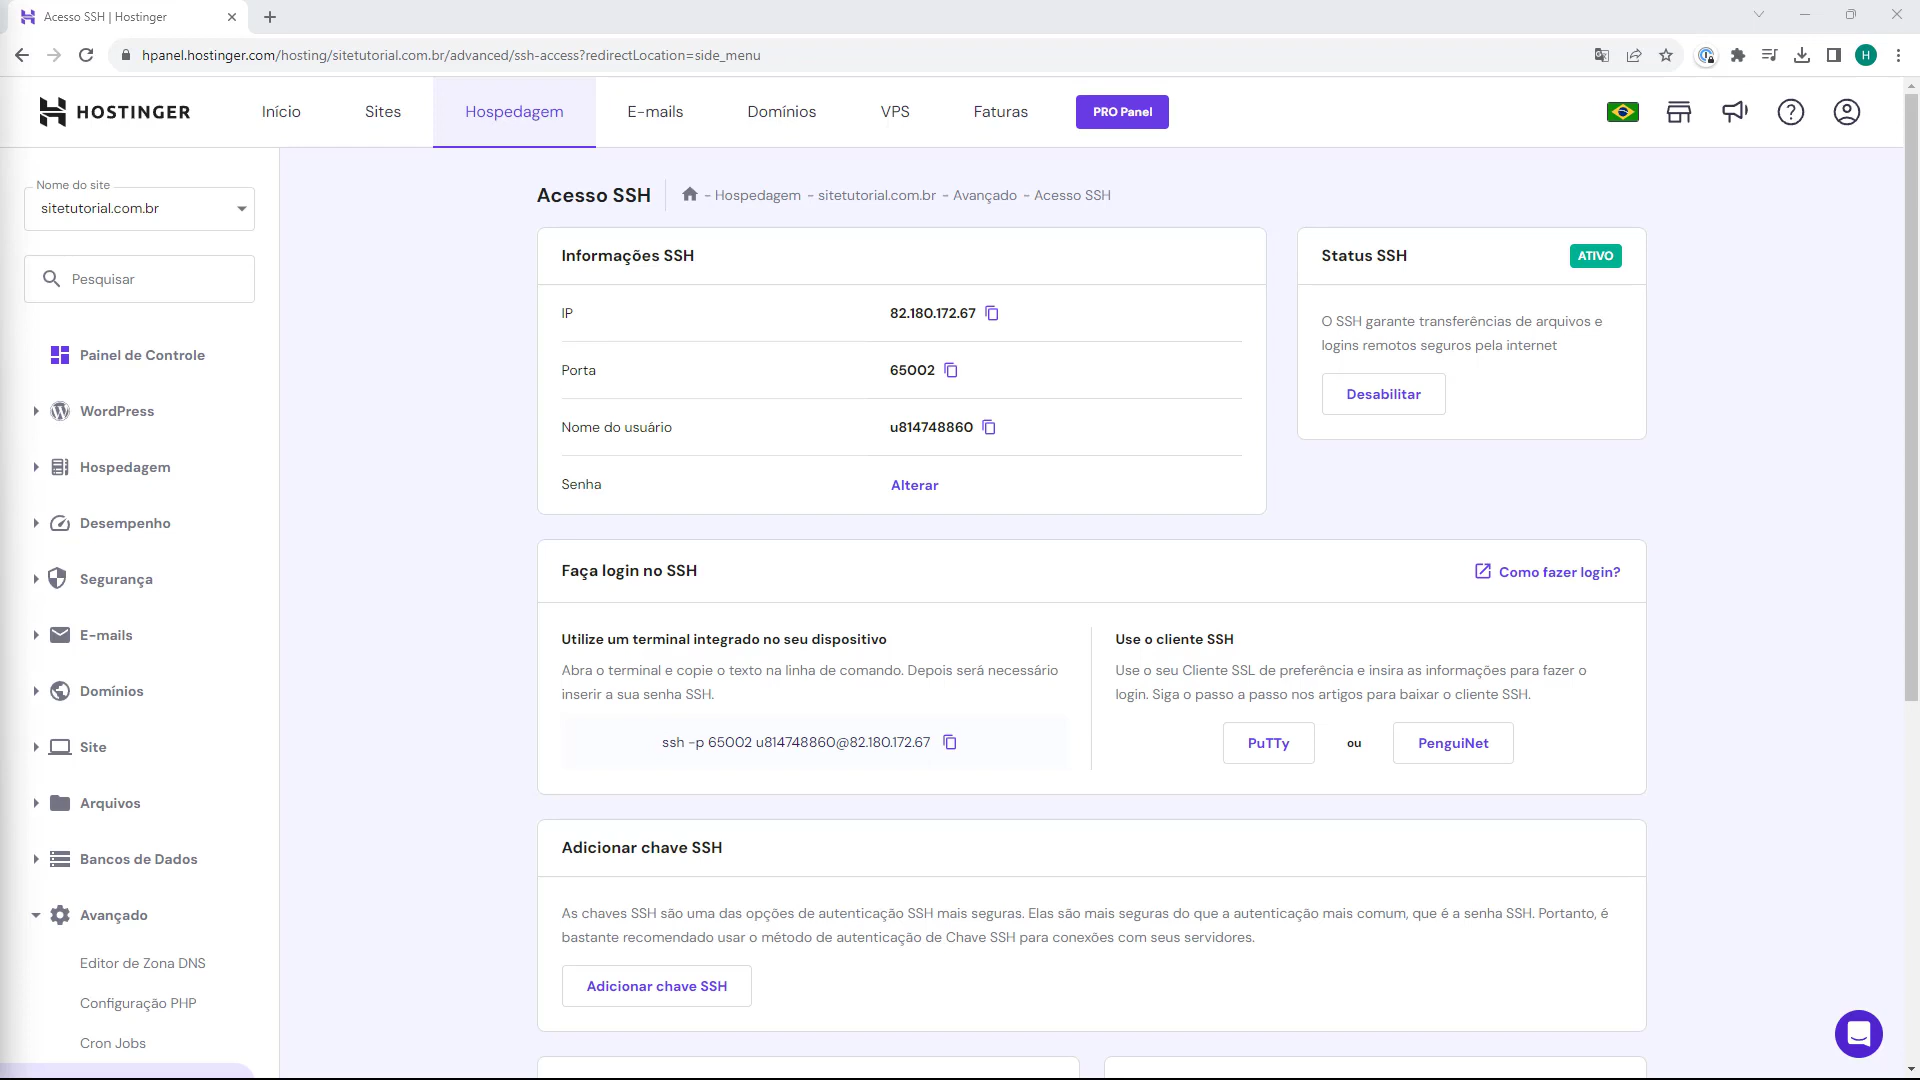 Acesso SSH | Hostinger
hpanel.hostinger.com/hosting/sitetutorial.com.br/advanced/ssh-access?redirectLocation=side_menu
H
HOSTINGER
Início
Sites
Hospedagem
E-mails
Domínios
VPS
Faturas
PRO Panel
Nome do site
sitetutorial.com.br
Pesquisar
Painel de Controle
WordPress
Hospedagem
Desempenho
Segurança
E-mails
Domínios
Site
Arquivos
Bancos de Dados
Avançado
Editor de Zona DNS
Configuração PHP
Cron Jobs
Acesso SSH
- Hospedagem - sitetutorial.com.br - Avançado - Acesso SSH
Informações SSH
IP 82.180.172.67
Porta 65002
Nome do usuário u814748860
Senha Alterar
Status SSH ATIVO
O SSH garante transferências de arquivos e
logins remotos seguros pela internet
Desabilitar
Faça login no SSH
Como fazer login?
Utilize um terminal integrado no seu dispositivo
Abra o terminal e copie o texto na linha de comando. Depois será necessário
inserir a sua senha SSH.
ssh -p 65002 u814748860@82.180.172.67
Use o cliente SSH
Use o seu Cliente SSL de preferência e insira as informações para fazer o
login. Siga o passo a passo nos artigos para baixar o cliente SSH.
PuTTy ou PenguiNet
Adicionar chave SSH
As chaves SSH são uma das opções de autenticação SSH mais seguras. Elas são mais seguras do que a autenticação mais comum, que é a senha SSH. Portanto, é
bastante recomendado usar o método de autenticação de Chave SSH para conexões com seus servidores.
Adicionar chave SSH